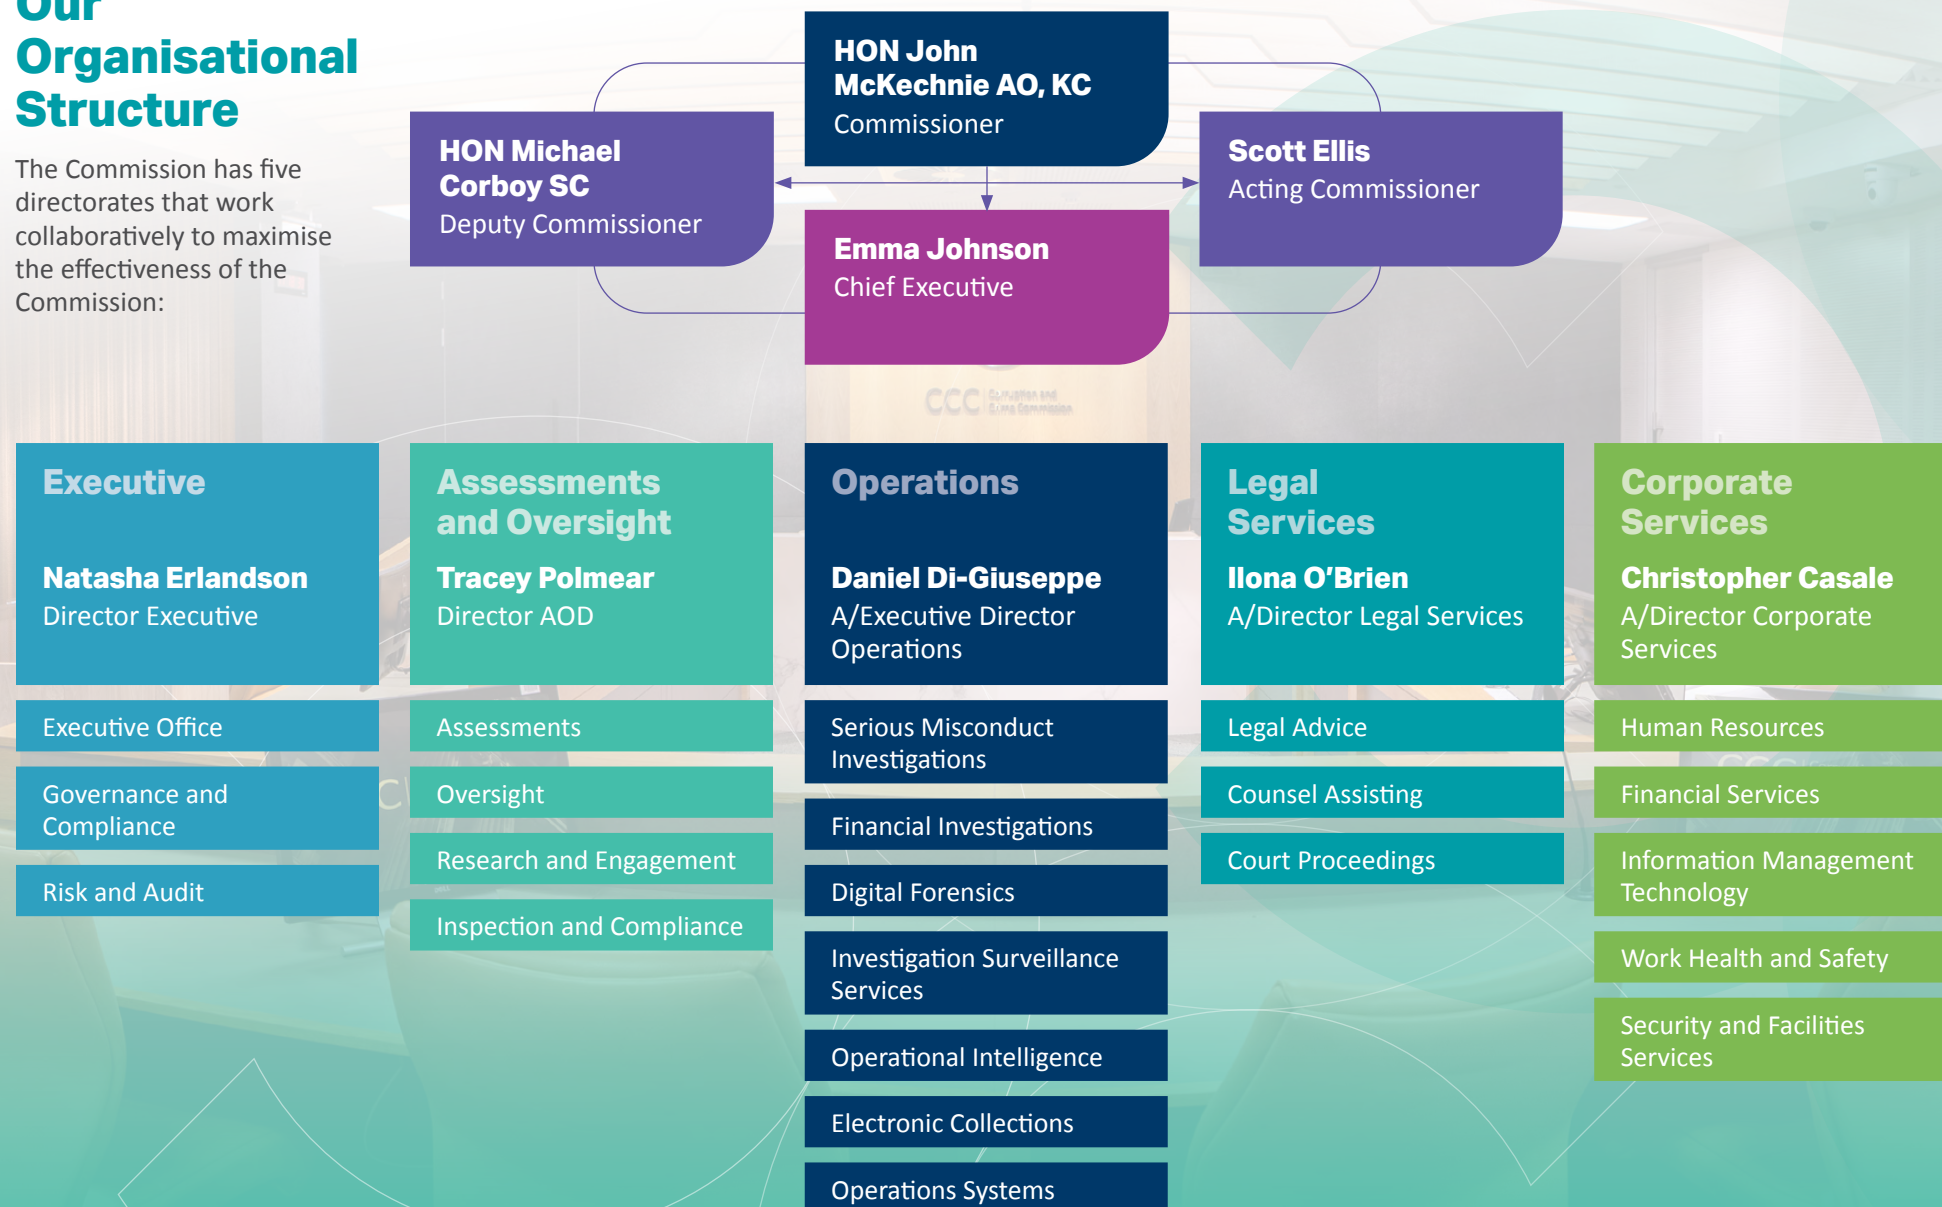 Our
Organisational
Structure
The Commission has five
directorates that work
collaboratively to maximise
the effectiveness of the
Commission:
HON John
McKechnie AO, KC
Commissioner
HON Michael
Corboy SC
Deputy Commissioner
Scott Ellis
Acting Commissioner
Emma Johnson
Chief Executive
CCC Corruption and
Crime Commission
Executive
Natasha Erlandson
Director Executive
Executive Office
Governance and
Compliance
Risk and Audit
Assessments
and Oversight
Tracey Polmear
Director AOD
Assessments
Oversight
Research and Engagement
Inspection and Compliance
Operations
Daniel Di-Giuseppe
A/Executive Director
Operations
Serious Misconduct
Investigations
Financial Investigations
Digital Forensics
Investigation Surveillance
Services
Operational Intelligence
Electronic Collections
Operations Systems
Legal
Services
Ilona O’Brien
A/Director Legal Services
Legal Advice
Counsel Assisting
Court Proceedings
Corporate
Services
Christopher Casale
A/Director Corporate
Services
Human Resources
Financial Services
Information Management
Technology
Work Health and Safety
Security and Facilities
Services